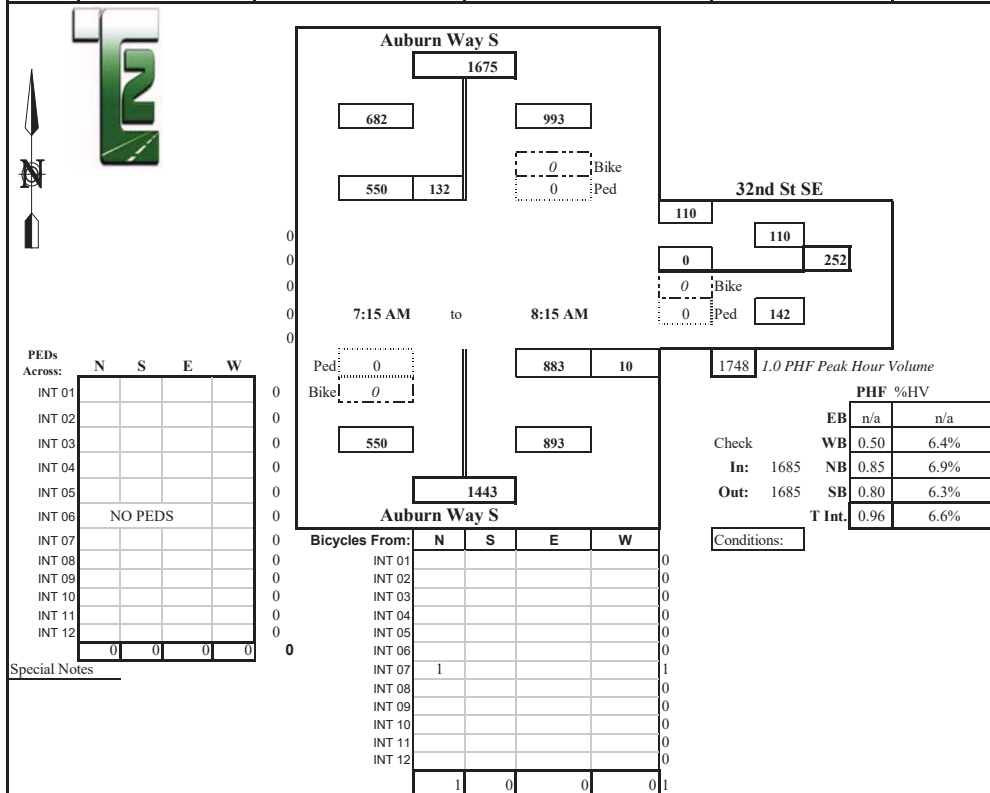 T2
Auburn Way S
1675
682 993
0 Bike
550 132 0 Ped
32nd St SE
110
0 110
0 0 252
0 0 Bike
0 7:15 AM to 8:15 AM 0 Ped 142
0
N
PEDs
Across: N S E W
Ped 0 883 10 1748 1.0 PHF Peak Hour Volume
INT 01 0 Bike 0 PHF %HV
INT 02 0 EB n/a n/a
INT 03 0 550 893 Check WB 0.50 6.4%
INT 04 0 In: 1685 NB 0.85 6.9%
INT 05 0 1443 Out: 1685 SB 0.80 6.3%
INT 06 NO PEDS 0 Auburn Way S T Int. 0.96 6.6%
INT 07 0 Bicycles From: N S E W Conditions:
INT 08 0 INT 01 0
INT 09 0 INT 02 0
INT 10 0 INT 03 0
INT 11 0 INT 04 0
INT 12 0 INT 05 0
0 0 0 0 0 INT 06 0
Special Notes INT 07 1 1
INT 08 0
INT 09 0
INT 10 0
INT 11 0
INT 12 0
1 0 0 0 1